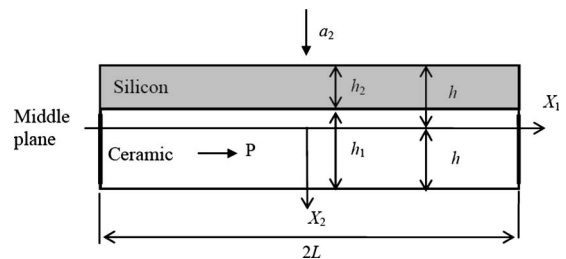 a2
Silicon
h2
h
X1
Middle
plane
Ceramic
P
h1
h
X2
2L